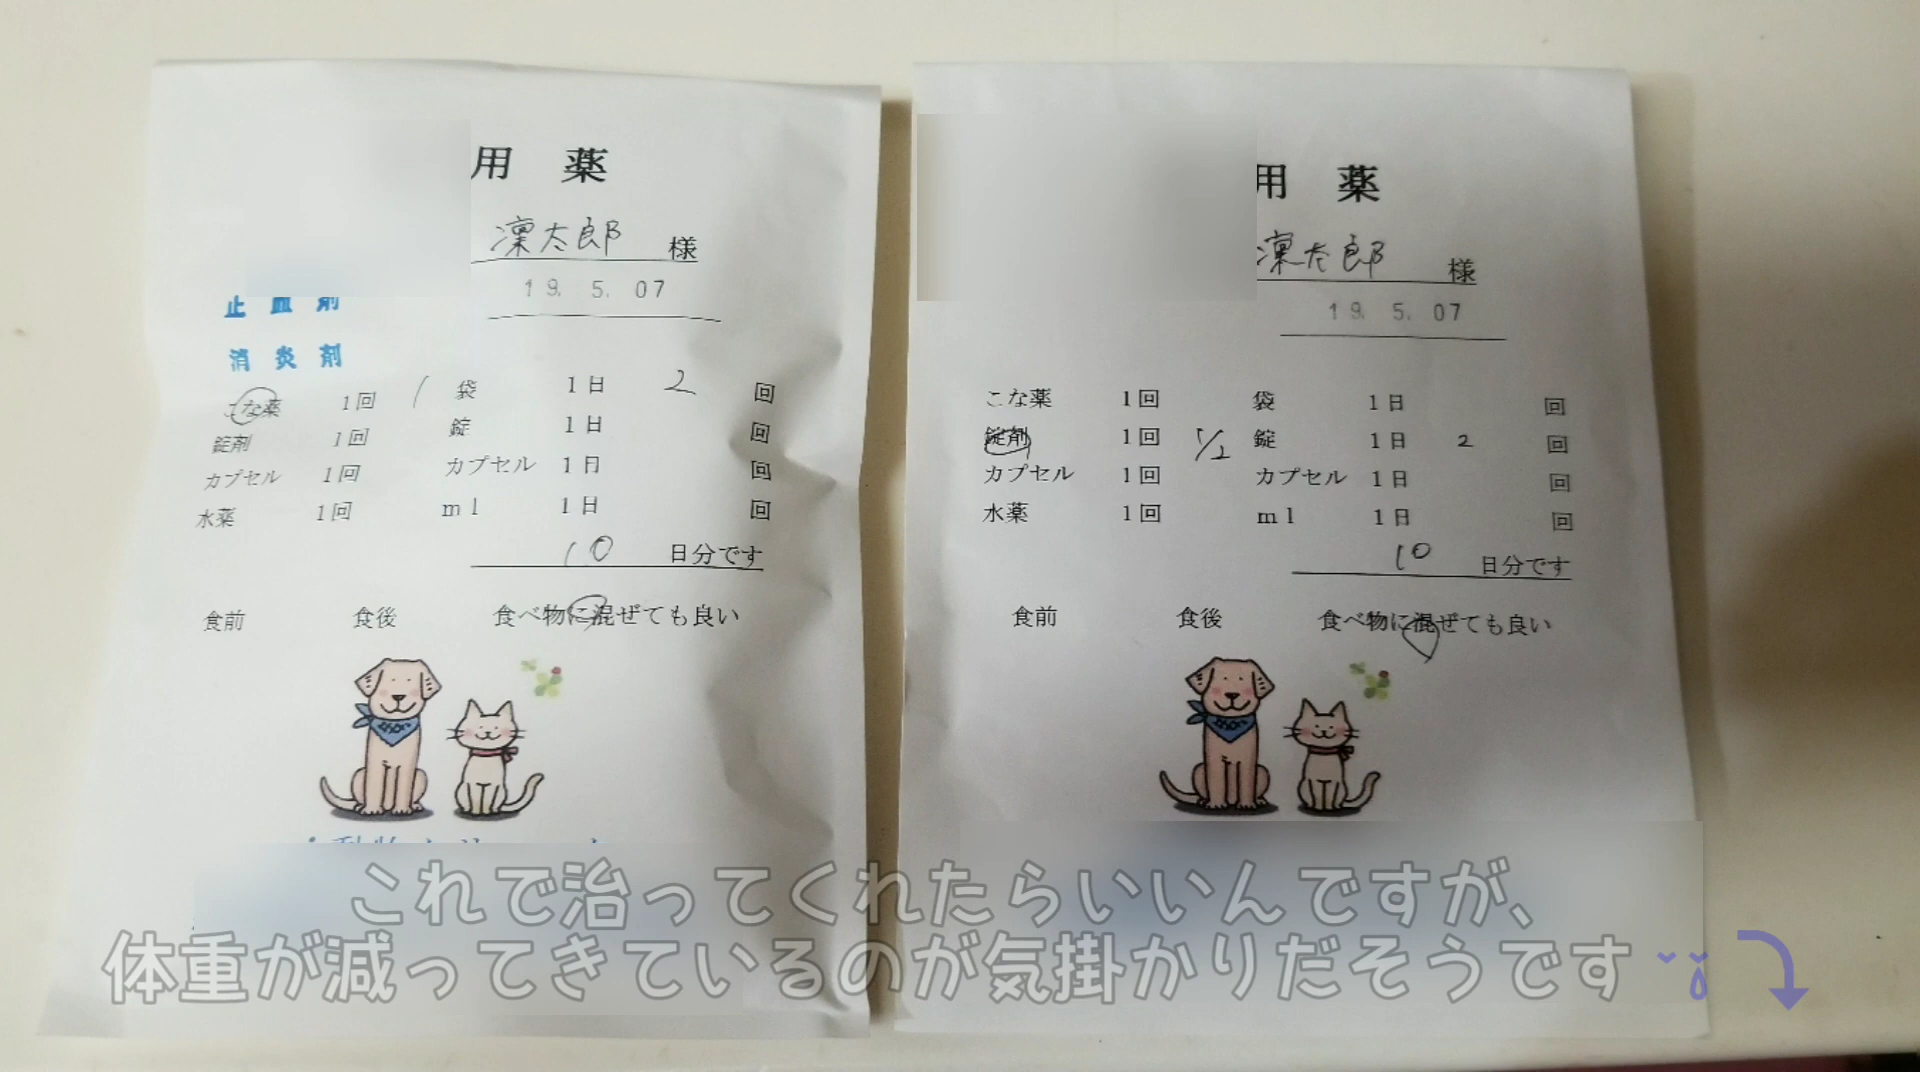 用 薬
凜太郎 様
19. 5. 07
止血剤
消炎剤
こな薬 1回 1 袋 1日 2 回
錠剤 1回 錠 1日 回
カプセル 1回 カプセル 1日 回
水薬 1回 ml 1日 回
10 日分です
食前 食後 食べ物に混ぜても良い
用 薬
凜太郎 様
19. 5. 07
こな薬 1回 袋 1日 回
錠剤 1回 1/2 錠 1日 2 回
カプセル 1回 カプセル 1日 回
水薬 1回 ml 1日 回
10 日分です
食前 食後 食べ物に混ぜても良い
これで治ってくれたらいいんですが、
体重が減ってきているのが気掛かりだそうです